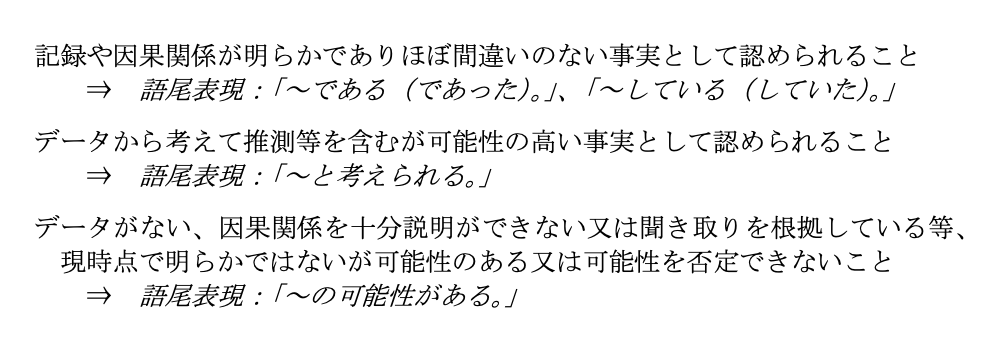 記録や因果関係が明らかでありほぼ間違いのない事実として認められること
⇒ 語尾表現：「～である（であった）。」、「～している（していた）。」
データから考えて推測等を含むが可能性の高い事実として認められること
⇒ 語尾表現：「～と考えられる。」
データがない、因果関係を十分説明ができない又は聞き取りを根拠している等、
現時点で明らかではないが可能性のある又は可能性を否定できないこと
⇒ 語尾表現：「～の可能性がある。」